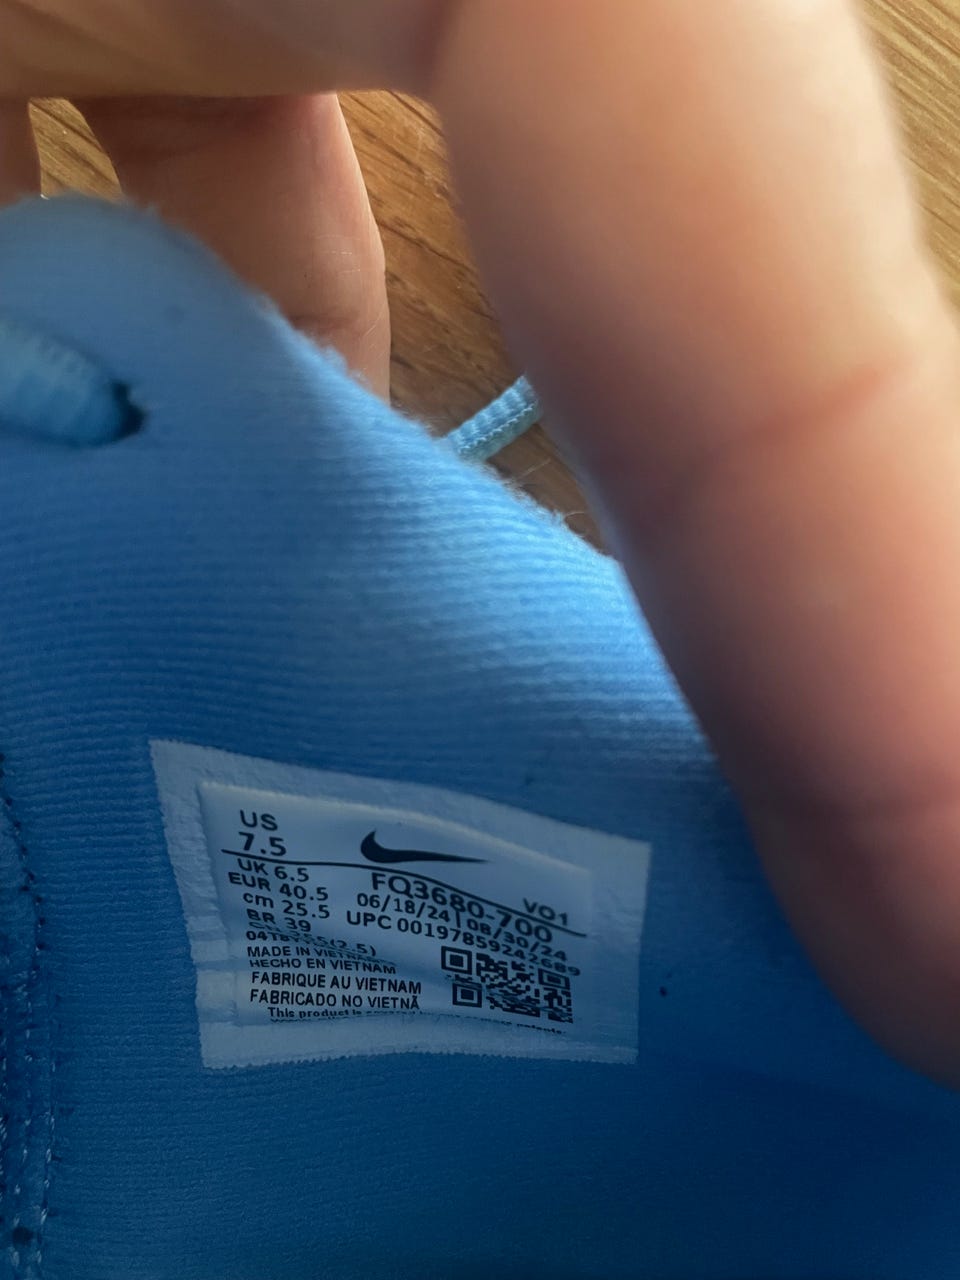 US
7.5
UK 6.5
EUR 40.5
cm 25.5
BR 39
FQ3680-700
VO1
06/18/24 | 08/30/24
UPC 00197859242689
MADE IN VIETNAM
HECHO EN VIETNAM
FABRIQUE AU VIETNAM
FABRICADO NO VIETNÃ
This product is covered